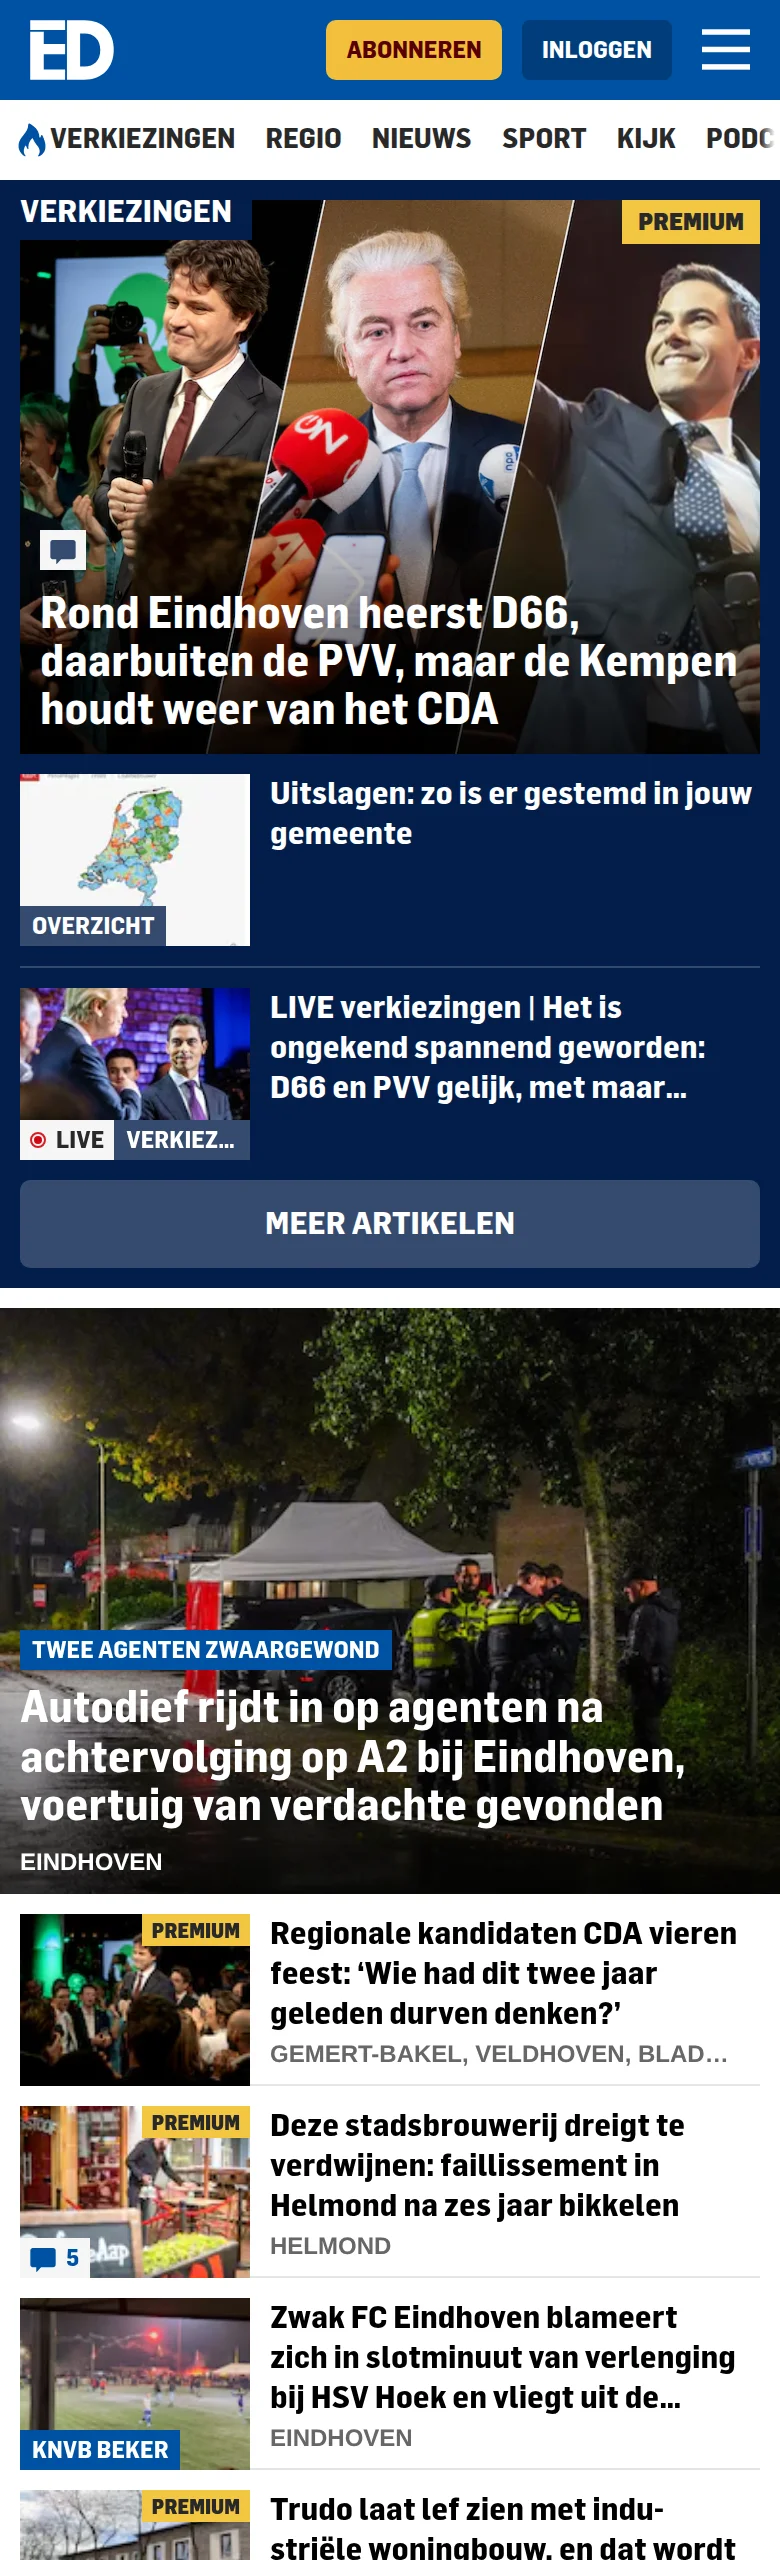 ED
ABONNEREN
INLOGGEN
VERKIEZINGEN REGIO NIEUWS SPORT KIJK PODC
VERKIEZINGEN
PREMIUM
ON
npo
Rond Eindhoven heerst D66,
daarbuiten de PVV, maar de Kempen
houdt weer van het CDA
Uitslagen: zo is er gestemd in jouw
gemeente
OVERZICHT
LIVE verkiezingen | Het is
ongekend spannend geworden:
D66 en PVV gelijk, met maar...
LIVE VERKIEZ...
MEER ARTIKELEN
TWEE AGENTEN ZWAARGEWOND
Autodief rijdt in op agenten na
achtervolging op A2 bij Eindhoven,
voertuig van verdachte gevonden
EINDHOVEN
PREMIUM
Regionale kandidaten CDA vieren
feest: ‘Wie had dit twee jaar
geleden durven denken?’
GEMERT-BAKEL, VELDHOVEN, BLAD...
PREMIUM
Deze stadsbrouwerij dreigt te
verdwijnen: faillissement in
Helmond na zes jaar bikkelen
HELMOND
5
Zwak FC Eindhoven blameert
zich in slotminuut van verlenging
bij HSV Hoek en vliegt uit de...
EINDHOVEN
KNVB BEKER
PREMIUM
Trudo laat lef zien met indu-
striële woningbouw, en dat wordt